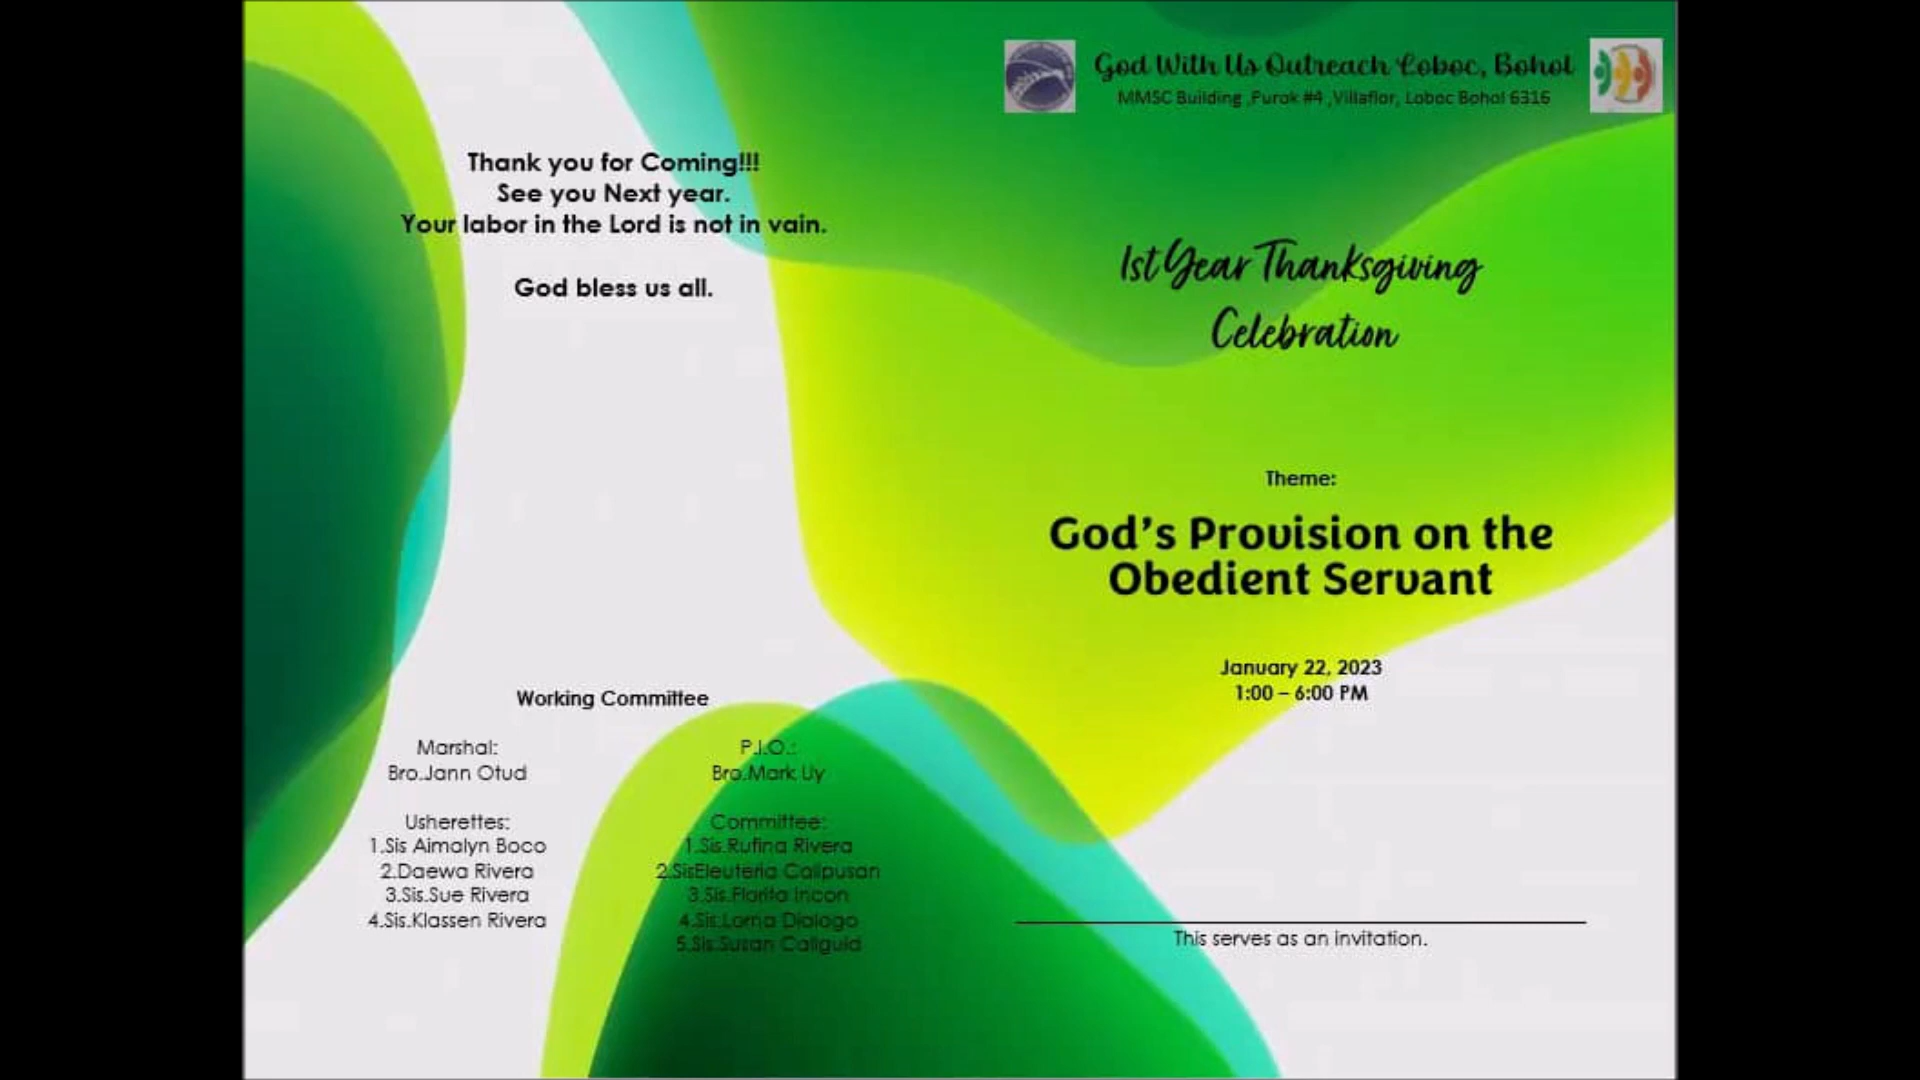 Thank you for Coming!!!
See you Next year.
Your labor in the Lord is not in vain.
God bless us all.
Working Committee
Marshal:
Bro.Jann Otud
Usherettes:
1.Sis Aimalyn Boco
2.Daewa Rivera
3.Sis.Sue Rivera
4.Sis.Klassen Rivera
P.I.O.:
Bro.Mark Uy
Committee:
1.Sis.Rufina Rivera
2.SisEleuteria Calipusan
3.Sis.Florita Incon
4.Sis.Lorna Dialogo
5.Sis.Susan Caliguid
God With Us Outreach Loboc, Bohol
MMSC Building ,Purok #4 ,Villaflor, Loboc Bohol 6316
1st Year Thanksgiving
Celebration
Theme:
God's Provision on the
Obedient Servant
January 22, 2023
1:00 – 6:00 PM
This serves as an invitation.